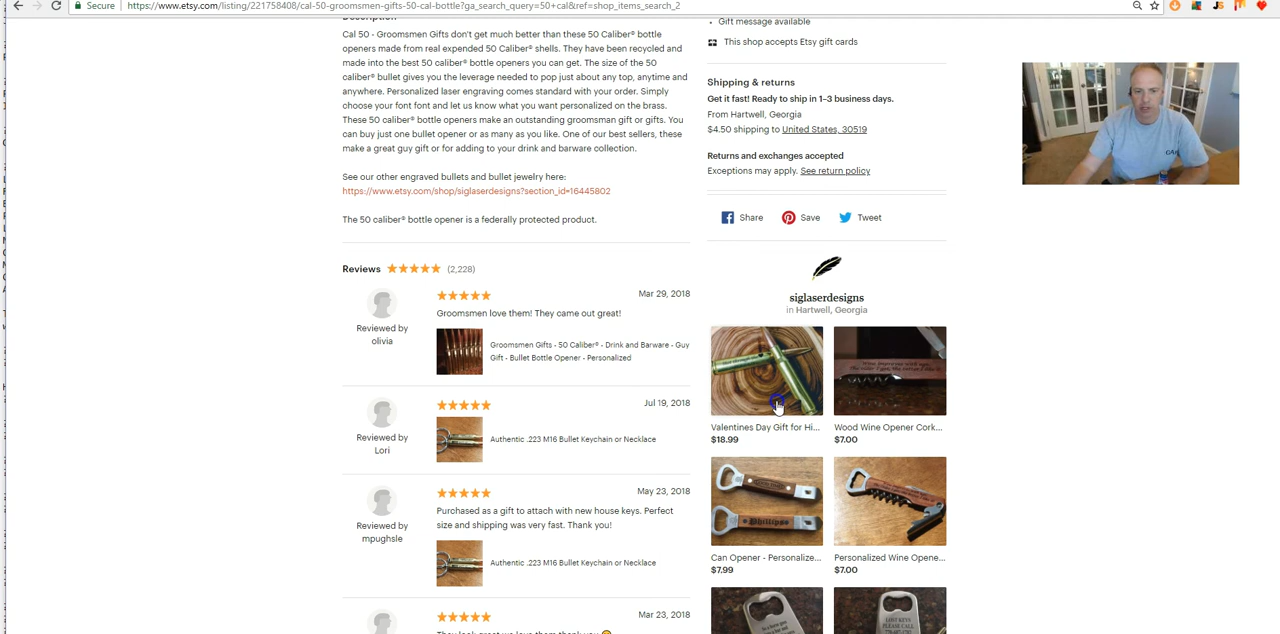 Secure
https://www.etsy.com/listing/221758408/cal-50-groomsmen-gifts-50-cal-bottle?ga_search_query=50+cal&ref=shop_items_search_2
Description
Cal 50 - Groomsmen Gifts don't get much better than these 50 Caliber® bottle
openers made from real expended 50 Caliber® shells. They have been recycled and
made into the best 50 caliber® bottle openers you can get. The size of the 50
caliber® bullet gives you the leverage needed to pop just about any top, anytime and
anywhere. Personalized laser engraving comes standard with your order. Simply
choose your font font and let us know what you want personalized on the brass.
These 50 caliber® bottle openers make an outstanding groomsman gift or gifts. You
can buy just one bullet opener or as many as you like. One of our best sellers, these
make a great guy gift or for adding to your drink and barware collection.
See our other engraved bullets and bullet jewelry here:
https://www.etsy.com/shop/siglaserdesigns?section_id=16445802
The 50 caliber® bottle opener is a federally protected product.
Reviews (2,228)
Mar 29, 2018
Groomsmen love them! They came out great!
Reviewed by
olivia
Groomsmen Gifts - 50 Caliber® - Drink and Barware - Guy
Gift - Bullet Bottle Opener - Personalized
Jul 19, 2018
Reviewed by
Lori
Authentic .223 M16 Bullet Keychain or Necklace
May 23, 2018
Purchased as a gift to attach with new house keys. Perfect
size and shipping was very fast. Thank you!
Reviewed by
mpughsle
Authentic .223 M16 Bullet Keychain or Necklace
Mar 23, 2018
They look great we love them thank you
Gift message available
This shop accepts Etsy gift cards
Shipping & returns
Get it fast! Ready to ship in 1–3 business days.
From Hartwell, Georgia
$4.50 shipping to United States, 30519
Returns and exchanges accepted
Exceptions may apply. See return policy
Share
Save
Tweet
siglaserdesigns
in Hartwell, Georgia
Valentines Day Gift for Hi...
$18.99
Wood Wine Opener Cork...
$7.00
Phillips
Can Opener - Personalize...
$7.99
Personalized Wine Opene...
$7.00
LOST KEYS
PLEASE CALL